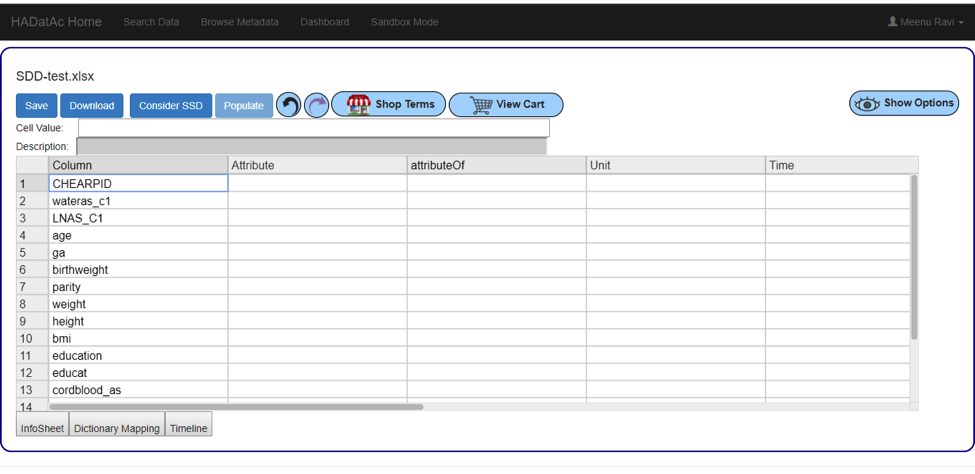 HADatAc Home Search Data Browse Metadata Dashboard Sandbox Mode Meenu Ravi
SDD-test.xlsx
Save Download Consider SSD Populate Shop Terms View Cart Show Options
Cell Value:
Description:
Column Attribute attributeOf Unit Time
1 CHEARPID
2 wateras_c1
3 LNAS_C1
4 age
5 ga
6 birthweight
7 parity
8 weight
9 height
10 bmi
11 education
12 educat
13 cordblood_as
14
InfoSheet Dictionary Mapping Timeline